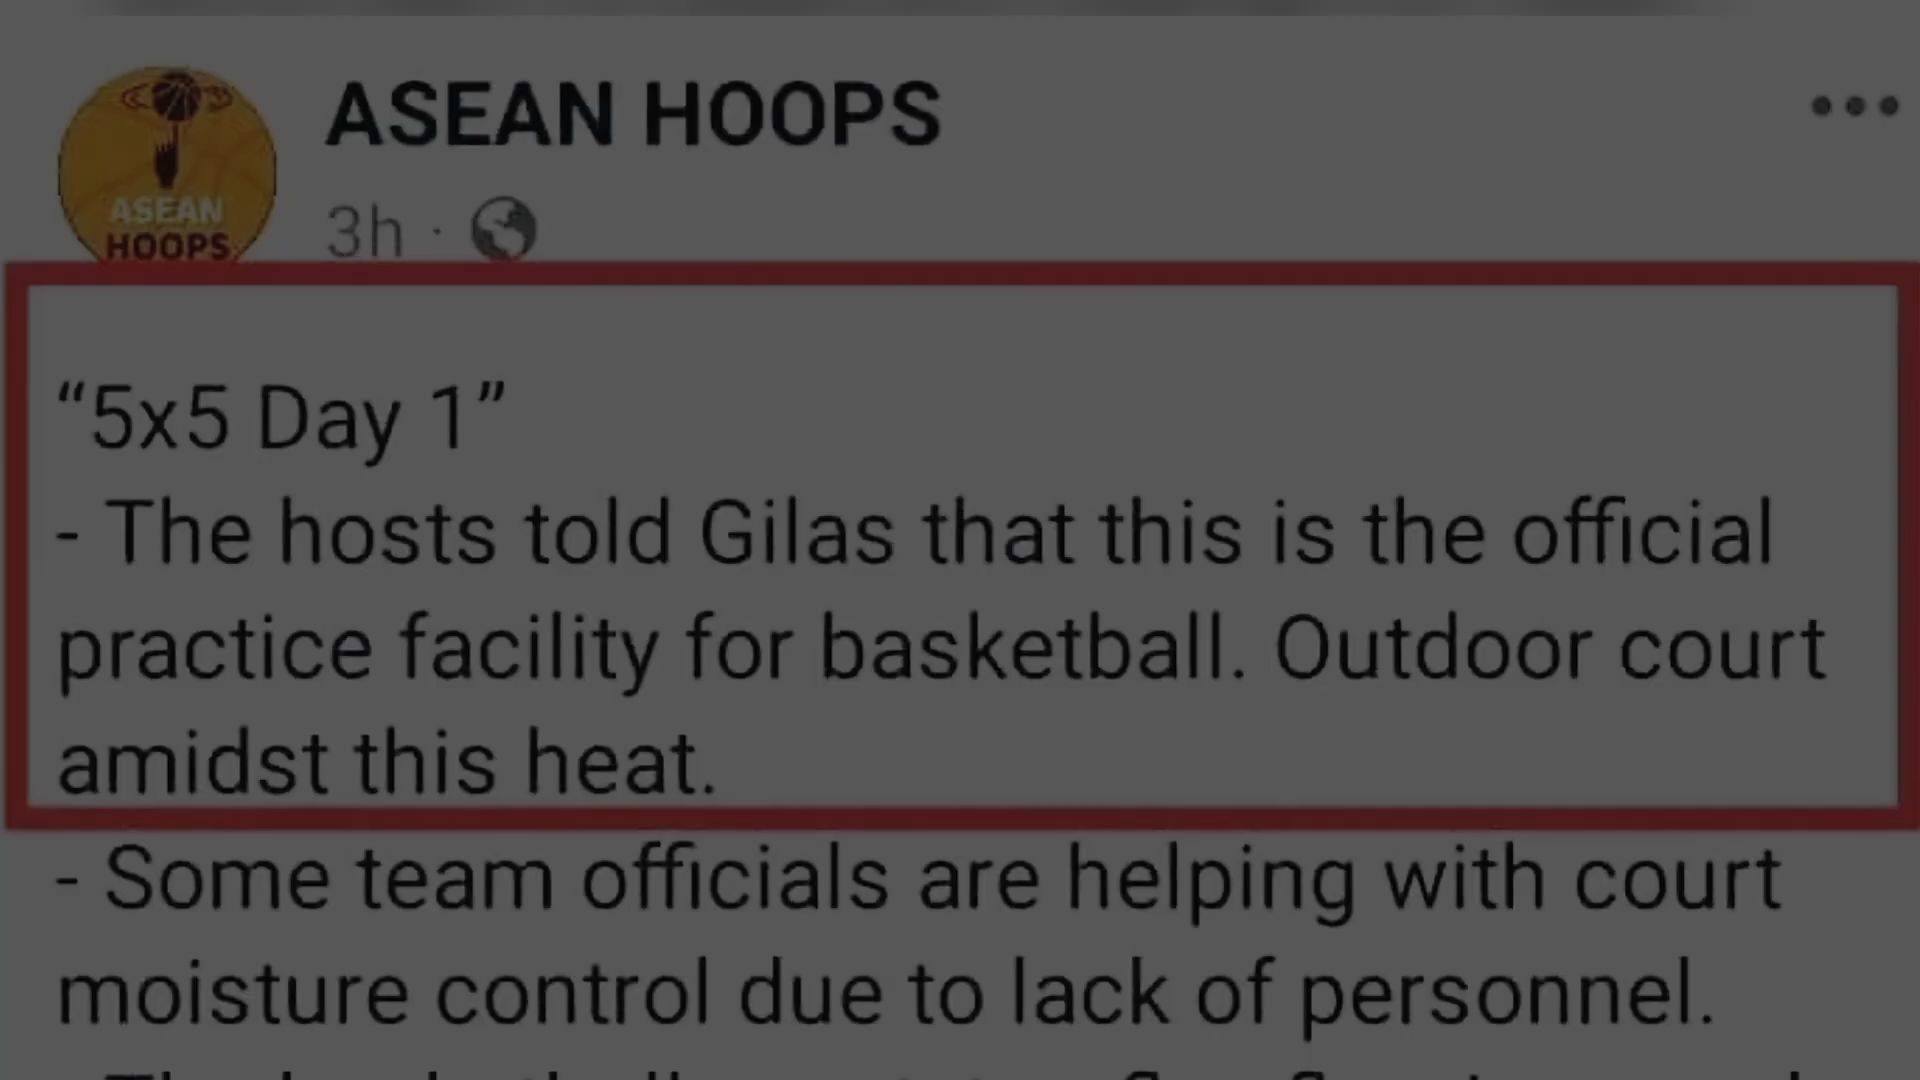 ASEAN HOOPS
ASEAN
HOOPS
3h ·
“5x5 Day 1”
- The hosts told Gilas that this is the official
practice facility for basketball. Outdoor court
amidst this heat.
- Some team officials are helping with court
moisture control due to lack of personnel.